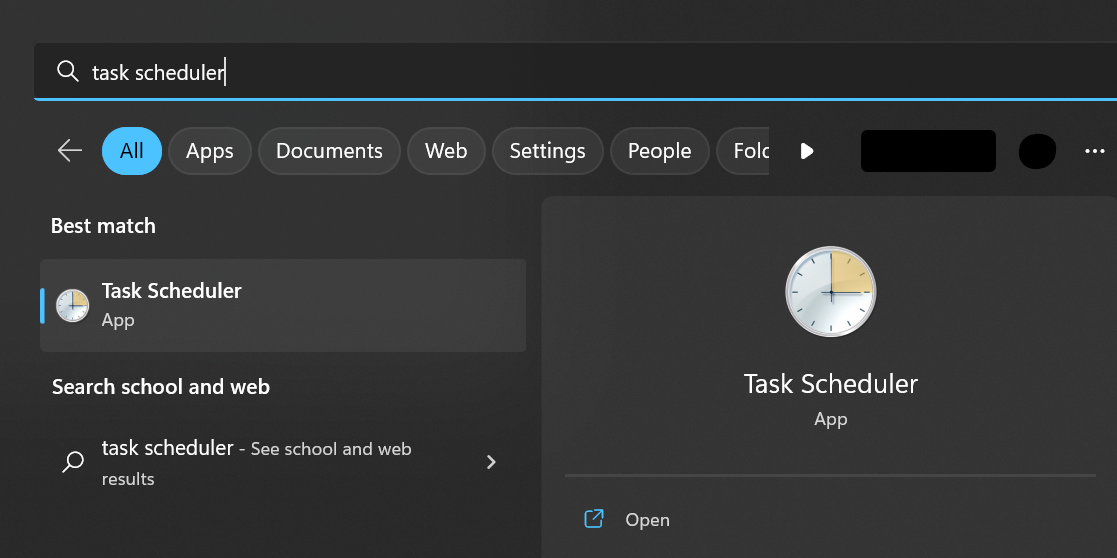 task scheduler
All Apps Documents Web Settings People Fold
Best match
Task Scheduler
App
Search school and web
task scheduler - See school and web
results
Task Scheduler
App
Open